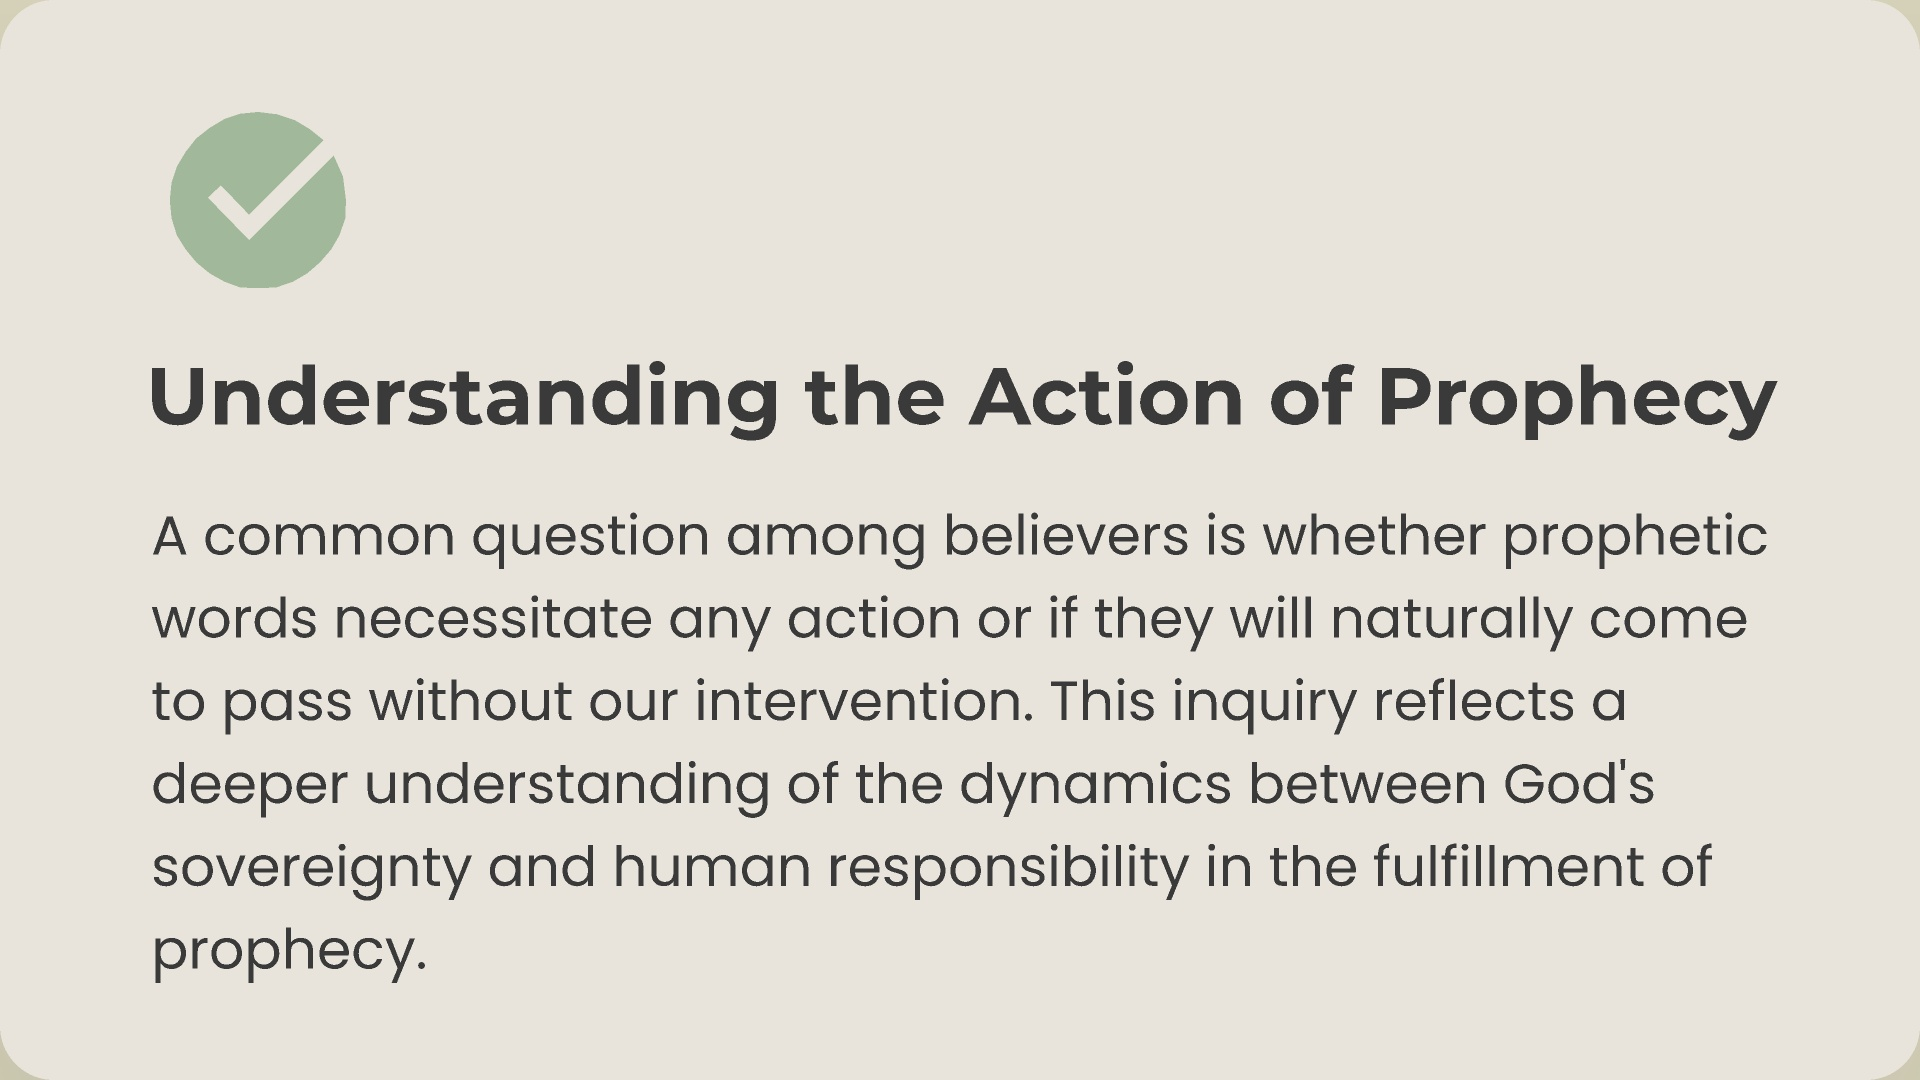 Understanding the Action of Prophecy
A common question among believers is whether prophetic
words necessitate any action or if they will naturally come
to pass without our intervention. This inquiry reflects a
deeper understanding of the dynamics between God's
sovereignty and human responsibility in the fulfillment of
prophecy.